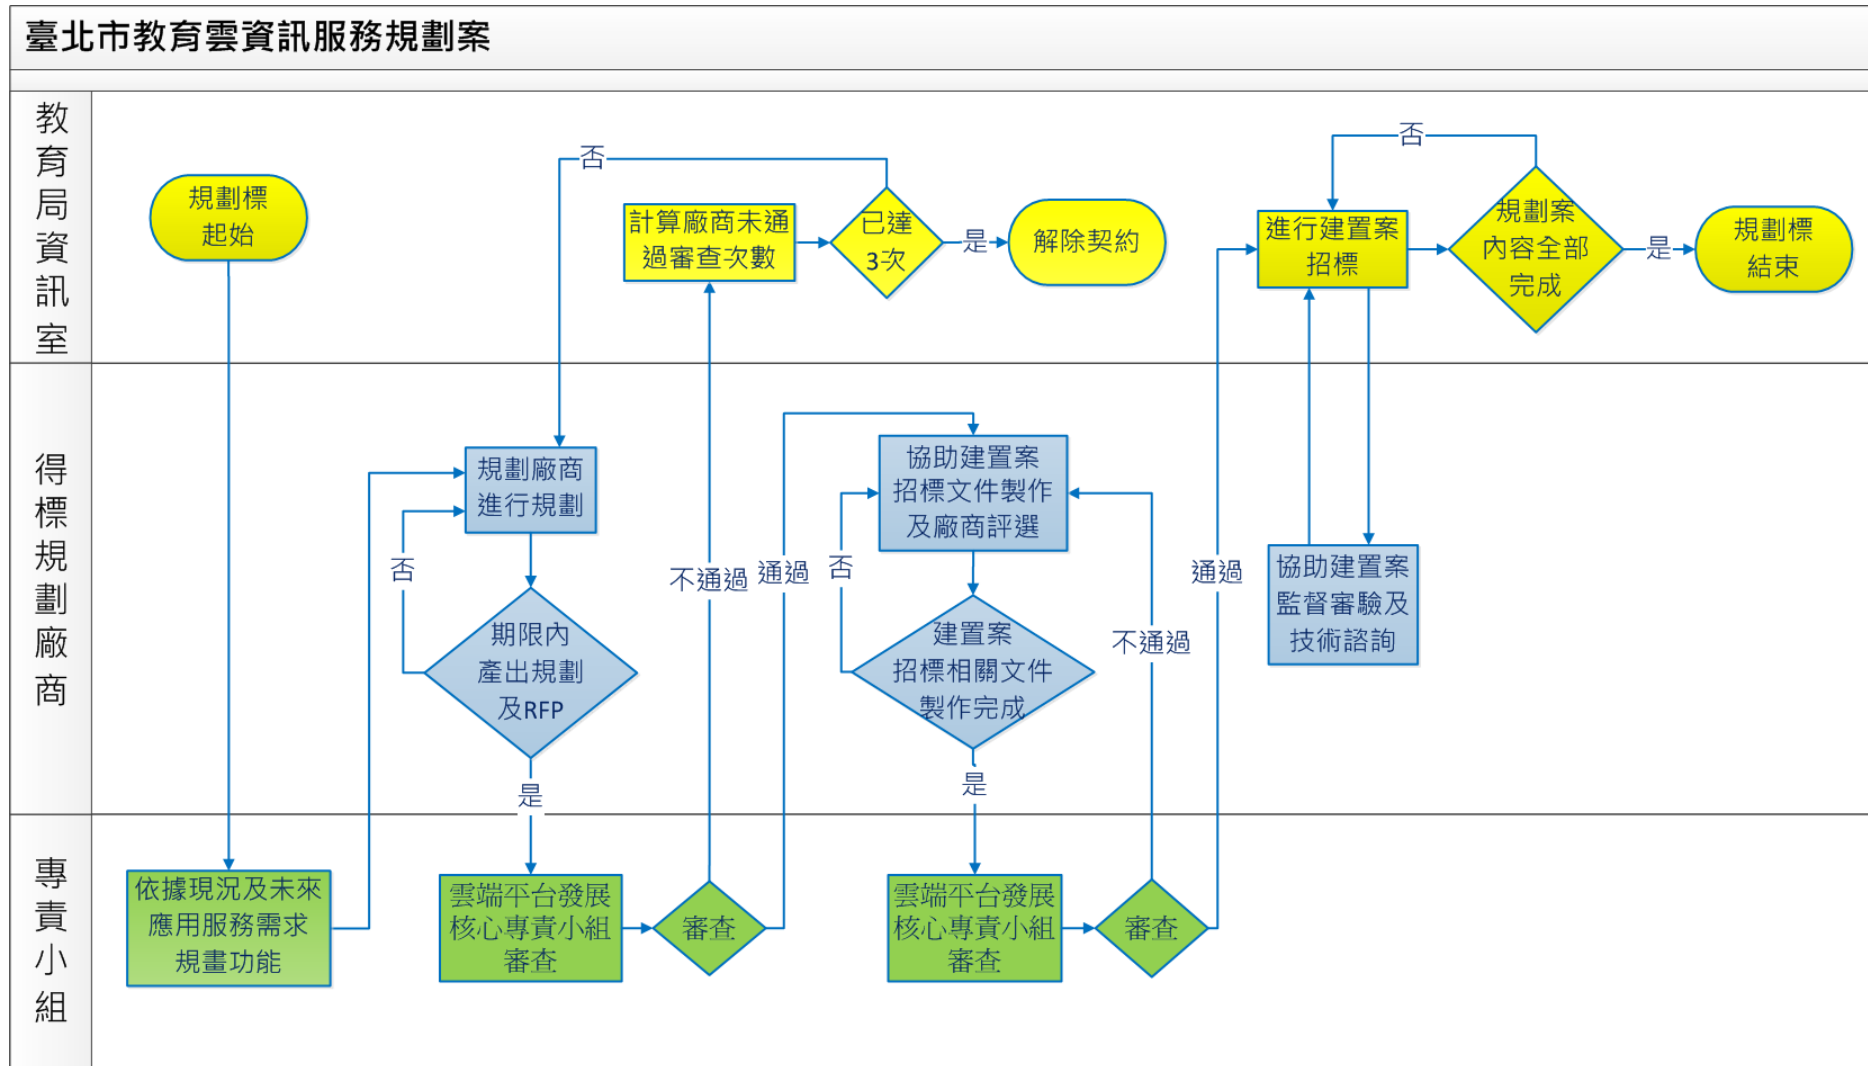 臺北市教育雲資訊服務規劃案
教育局資訊室
規劃標
起始
否
計算廠商未通
過審查次數
已達
3次
是
解除契約
否
進行建置案
招標
規劃案
內容全部
完成
是
規劃標
結束
得標規劃廠商
規劃廠商
進行規劃
否
期限內
產出規劃
及RFP
是
不通過
通過
協助建置案
招標文件製作
及廠商評選
否
建置案
招標相關文件
製作完成
是
不通過
通過
協助建置案
監督審驗及
技術諮詢
專責小組
依據現況及未來
應用服務需求
規畫功能
雲端平台發展
核心專責小組
審查
審查
雲端平台發展
核心專責小組
審查
審查